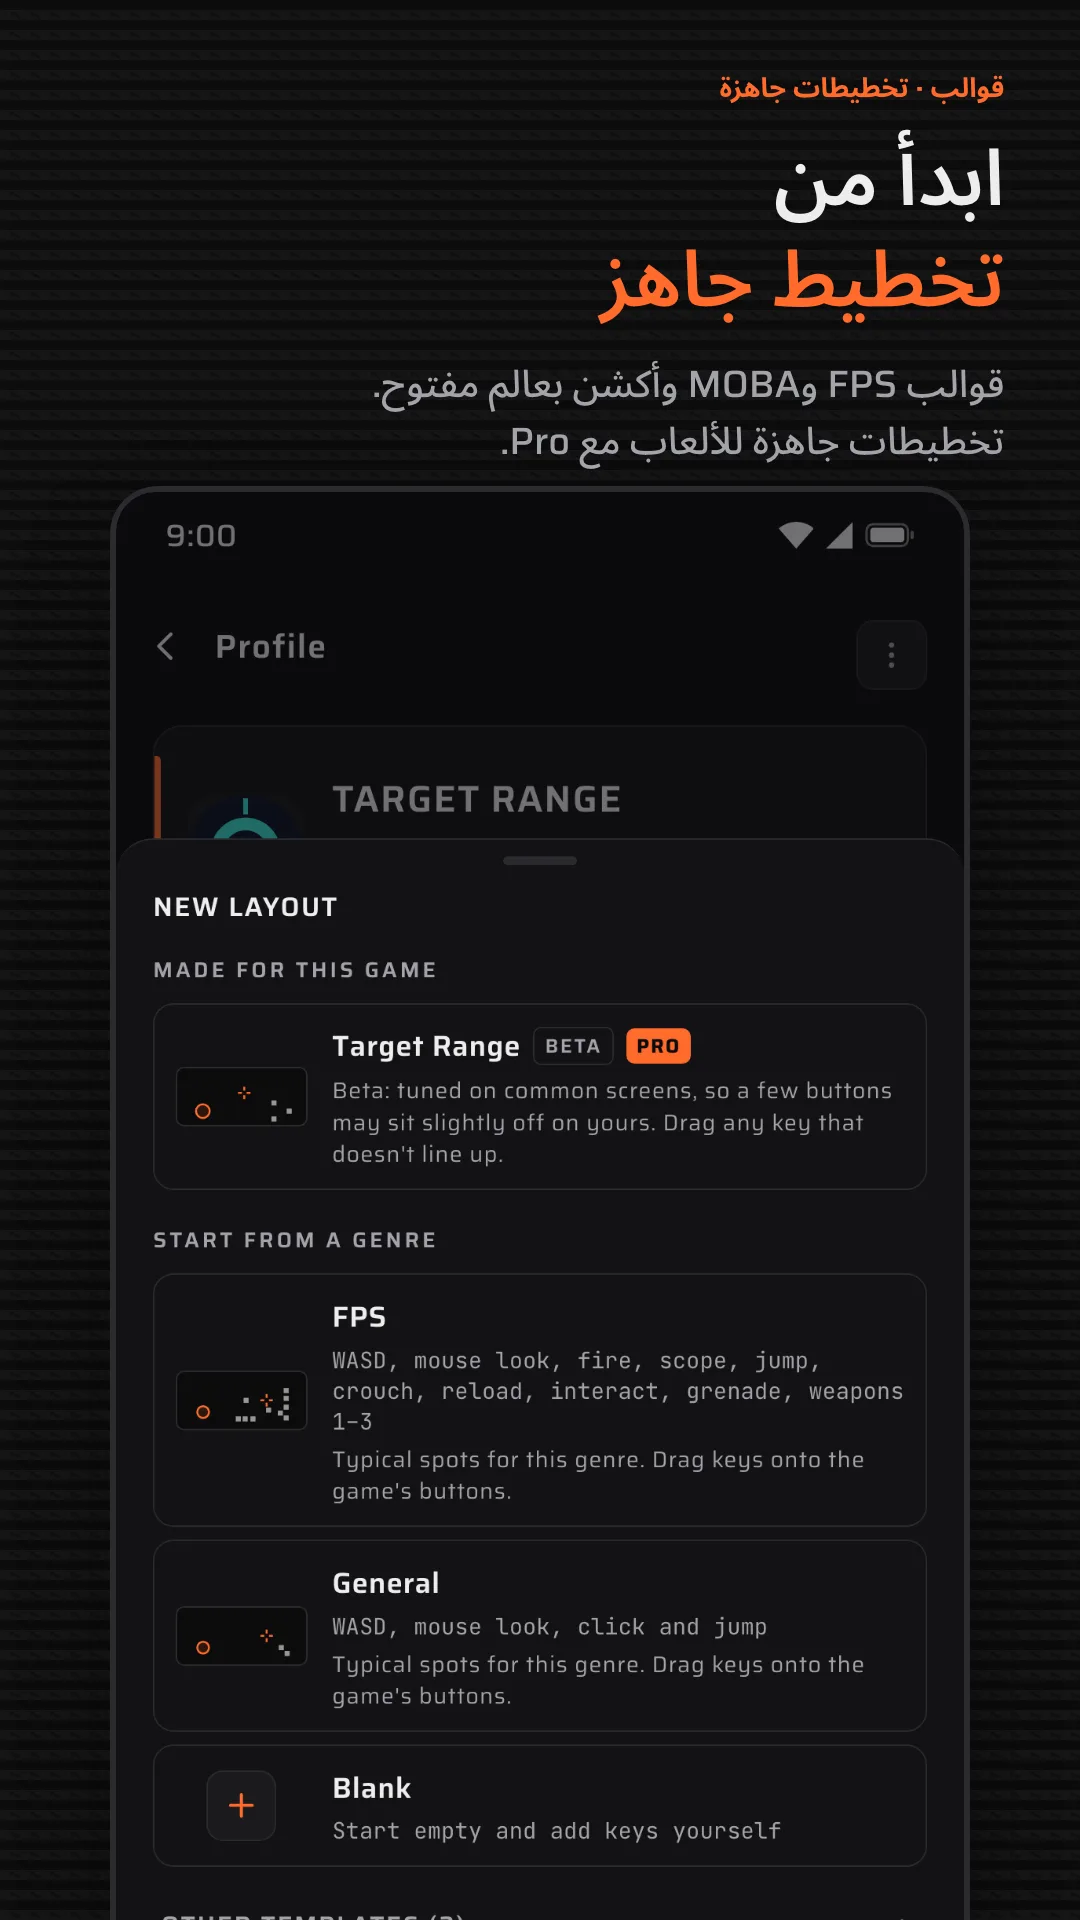 قوالب · تخطيطات جاهزة
ابدأ من
تخطيط جاهز
قوالب FPS وMOBA وأكشن بعالم مفتوح.
تخطيطات جاهزة للألعاب مع Pro.
9:00
Profile
TARGET RANGE
NEW LAYOUT
MADE FOR THIS GAME
Target Range BETA PRO
Beta: tuned on common screens, so a few buttons
may sit slightly off on yours. Drag any key that
doesn't line up.
START FROM A GENRE
FPS
WASD, mouse look, fire, scope, jump,
crouch, reload, interact, grenade, weapons
1–3
Typical spots for this genre. Drag keys onto the
game's buttons.
General
WASD, mouse look, click and jump
Typical spots for this genre. Drag keys onto the
game's buttons.
Blank
Start empty and add keys yourself
OTHER TEMPLATES (2)